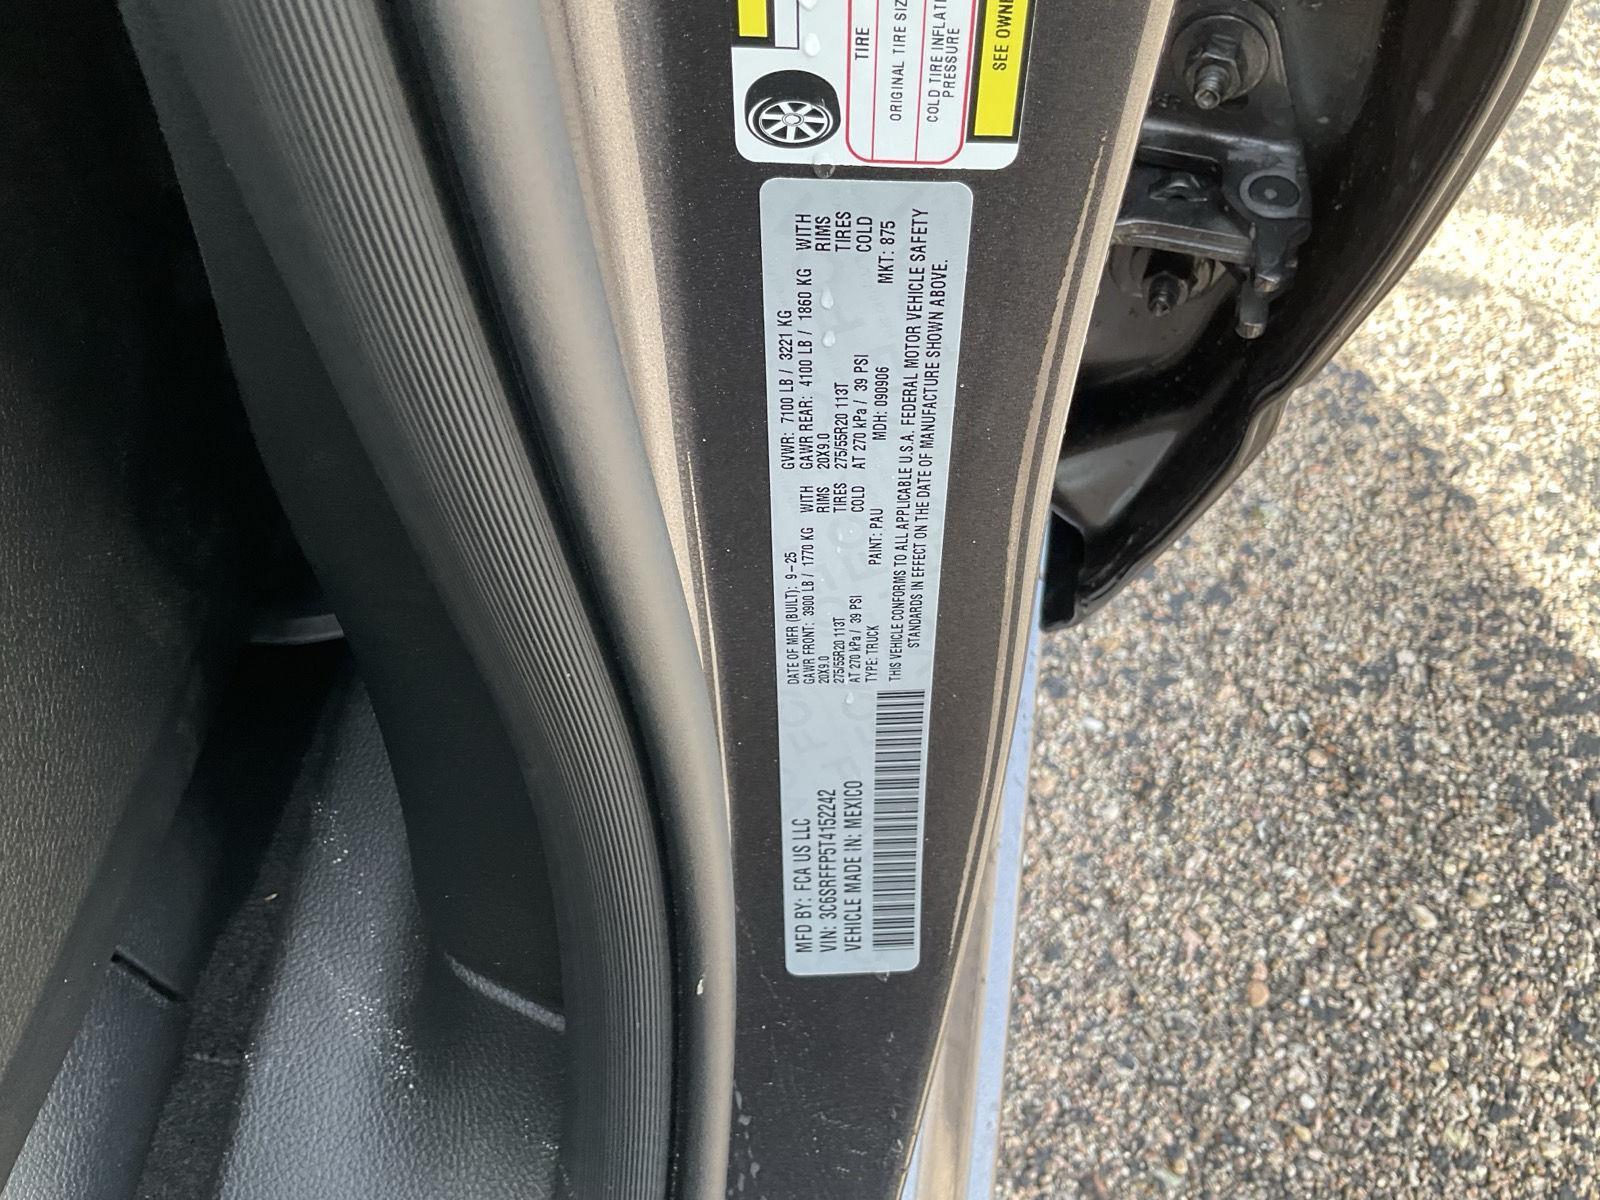 TIRE
ORIGINAL TIRE SIZ
COLD TIRE INFLAT
PRESSURE
SEE OWNE
MFD BY: FCA US LLC
VIN: 3C6SRFFP5T4152242
VEHICLE MADE IN: MEXICO
DATE OF MFR (BUILT): 9-25 GVWR: 7100 LB / 3221 KG
GAWR FRONT: 3900 LB / 1770 KG WITH GAWR REAR: 4100 LB / 1860 KG WITH
20X9.0 RIMS 20X9.0 RIMS
275/55R20 113T TIRES 275/55R20 113T TIRES
AT 270 kPa / 39 PSI COLD AT 270 kPa / 39 PSI COLD
TYPE: TRUCK PAINT: PAU MDH: 090906 MKT: 875
THIS VEHICLE CONFORMS TO ALL APPLICABLE U.S.A. FEDERAL MOTOR VEHICLE SAFETY
STANDARDS IN EFFECT ON THE DATE OF MANUFACTURE SHOWN ABOVE.